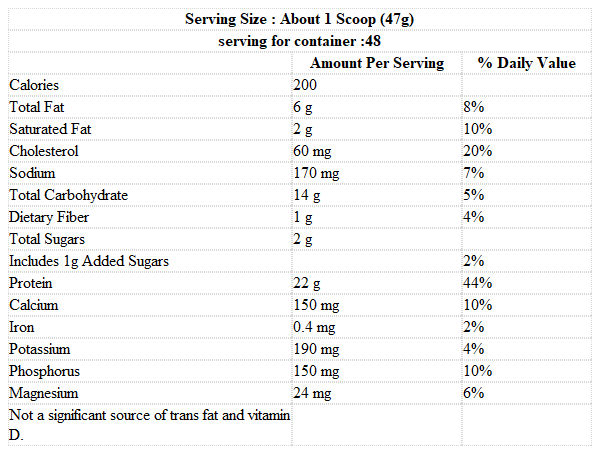 Serving Size : About 1 Scoop (47g)
serving for container :48
Amount Per Serving % Daily Value
Calories 200
Total Fat 6 g 8%
Saturated Fat 2 g 10%
Cholesterol 60 mg 20%
Sodium 170 mg 7%
Total Carbohydrate 14 g 5%
Dietary Fiber 1 g 4%
Total Sugars 2 g
Includes 1g Added Sugars 2%
Protein 22 g 44%
Calcium 150 mg 10%
Iron 0.4 mg 2%
Potassium 190 mg 4%
Phosphorus 150 mg 10%
Magnesium 24 mg 6%
Not a significant source of trans fat and vitamin
D.